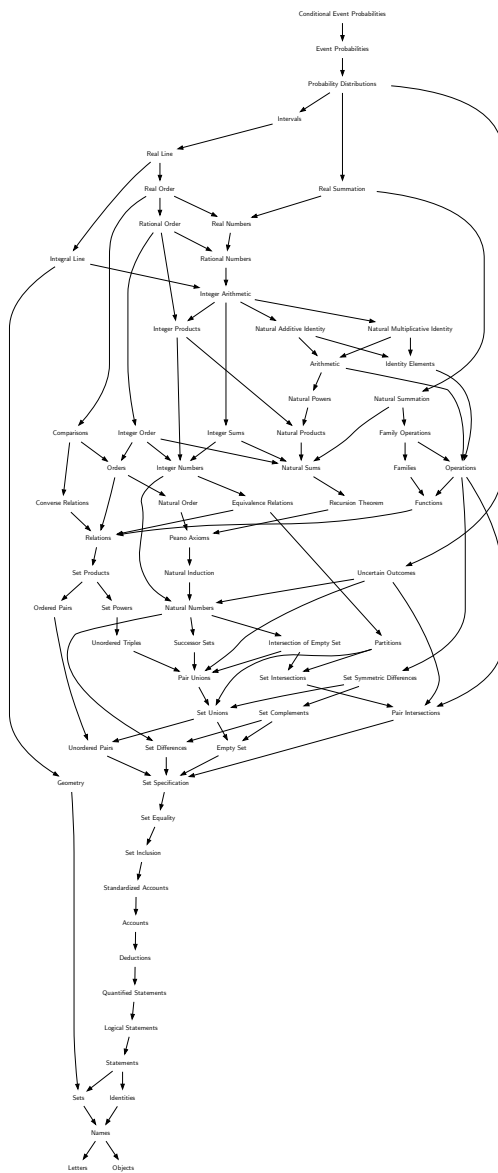 Conditional Event Probabilities
Event Probabilities
Probability Distributions
Intervals
Real Line
Real Order
Real Summation
Rational Order
Real Numbers
Integral Line
Rational Numbers
Integer Arithmetic
Integer Products
Natural Additive Identity
Natural Multiplicative Identity
Arithmetic
Identity Elements
Natural Powers
Natural Summation
Comparisons
Integer Order
Integer Sums
Natural Products
Family Operations
Orders
Integer Numbers
Natural Sums
Families
Operations
Converse Relations
Natural Order
Equivalence Relations
Recursion Theorem
Functions
Relations
Peano Axioms
Set Products
Natural Induction
Uncertain Outcomes
Ordered Pairs
Set Powers
Natural Numbers
Unordered Triples
Successor Sets
Intersection of Empty Set
Partitions
Pair Unions
Set Intersections
Set Symmetric Differences
Set Unions
Set Complements
Pair Intersections
Unordered Pairs
Set Differences
Empty Set
Geometry
Set Specification
Set Equality
Set Inclusion
Standardized Accounts
Accounts
Deductions
Quantified Statements
Logical Statements
Statements
Sets
Identities
Names
Letters
Objects